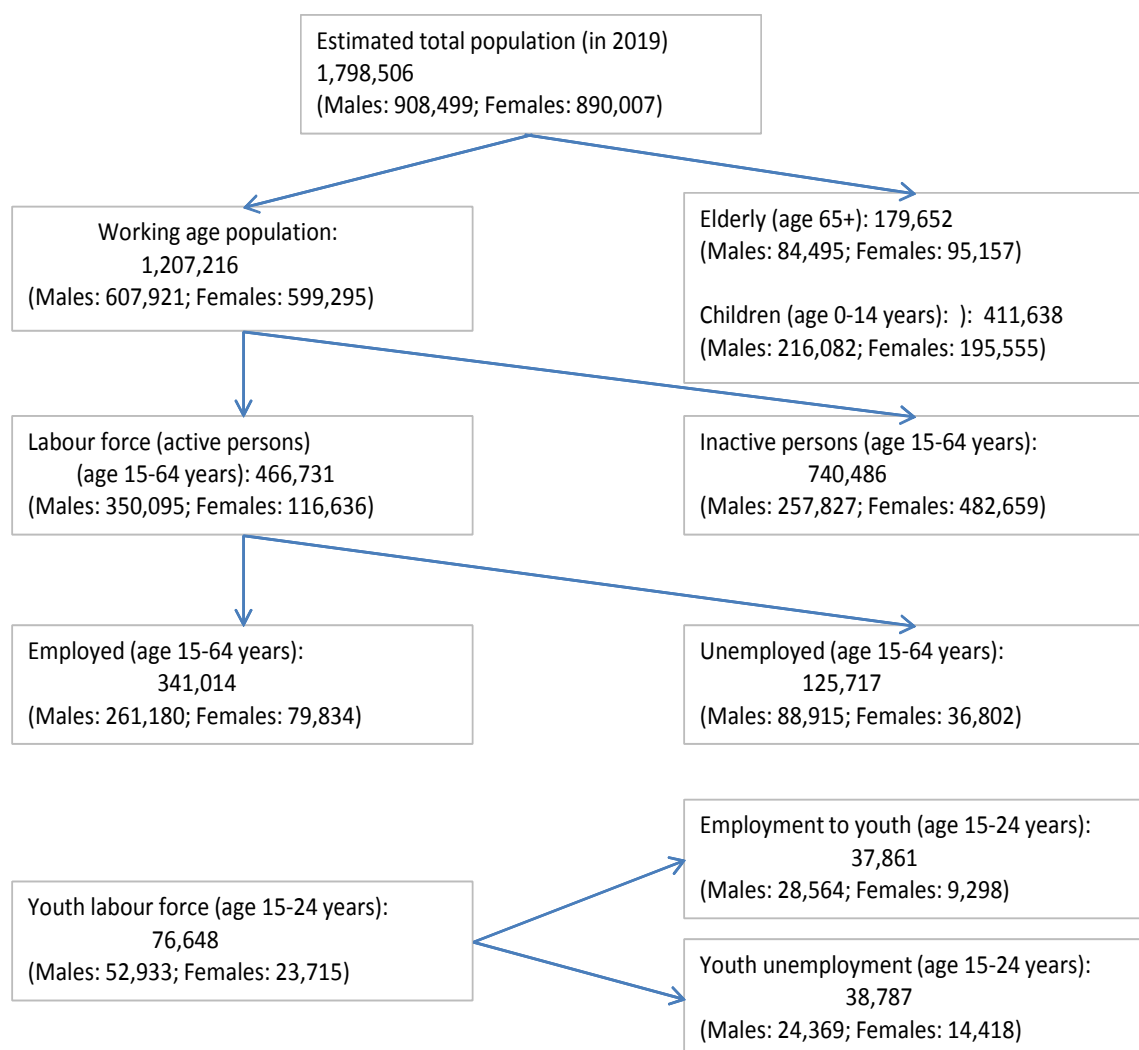 Estimated total population (in 2019)
1,798,506
(Males: 908,499; Females: 890,007)
Working age population:
1,207,216
(Males: 607,921; Females: 599,295)
Elderly (age 65+): 179,652
(Males: 84,495; Females: 95,157)
Children (age 0-14 years): ): 411,638
(Males: 216,082; Females: 195,555)
Labour force (active persons)
(age 15-64 years): 466,731
(Males: 350,095; Females: 116,636)
Inactive persons (age 15-64 years):
740,486
(Males: 257,827; Females: 482,659)
Employed (age 15-64 years):
341,014
(Males: 261,180; Females: 79,834)
Unemployed (age 15-64 years):
125,717
(Males: 88,915; Females: 36,802)
Employment to youth (age 15-24 years):
37,861
(Males: 28,564; Females: 9,298)
Youth labour force (age 15-24 years):
76,648
(Males: 52,933; Females: 23,715)
Youth unemployment (age 15-24 years):
38,787
(Males: 24,369; Females: 14,418)